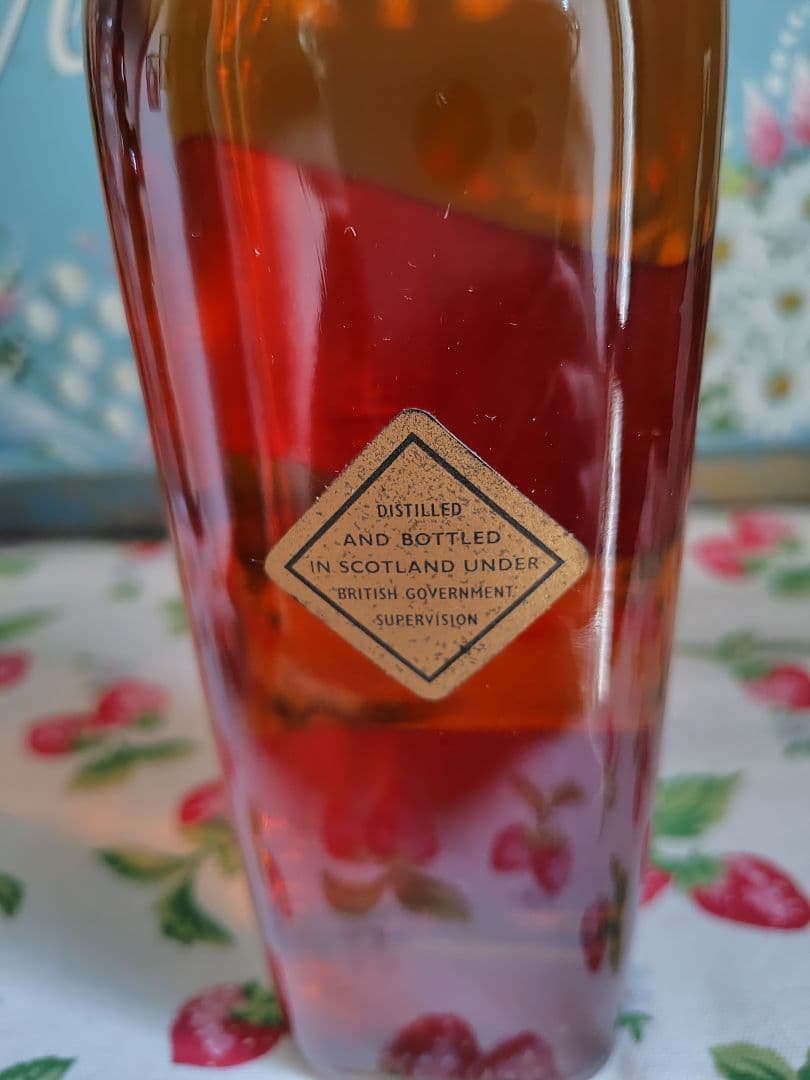 DISTILLED
AND BOTTLED
IN SCOTLAND UNDER
BRITISH GOVERNMENT
SUPERVISION